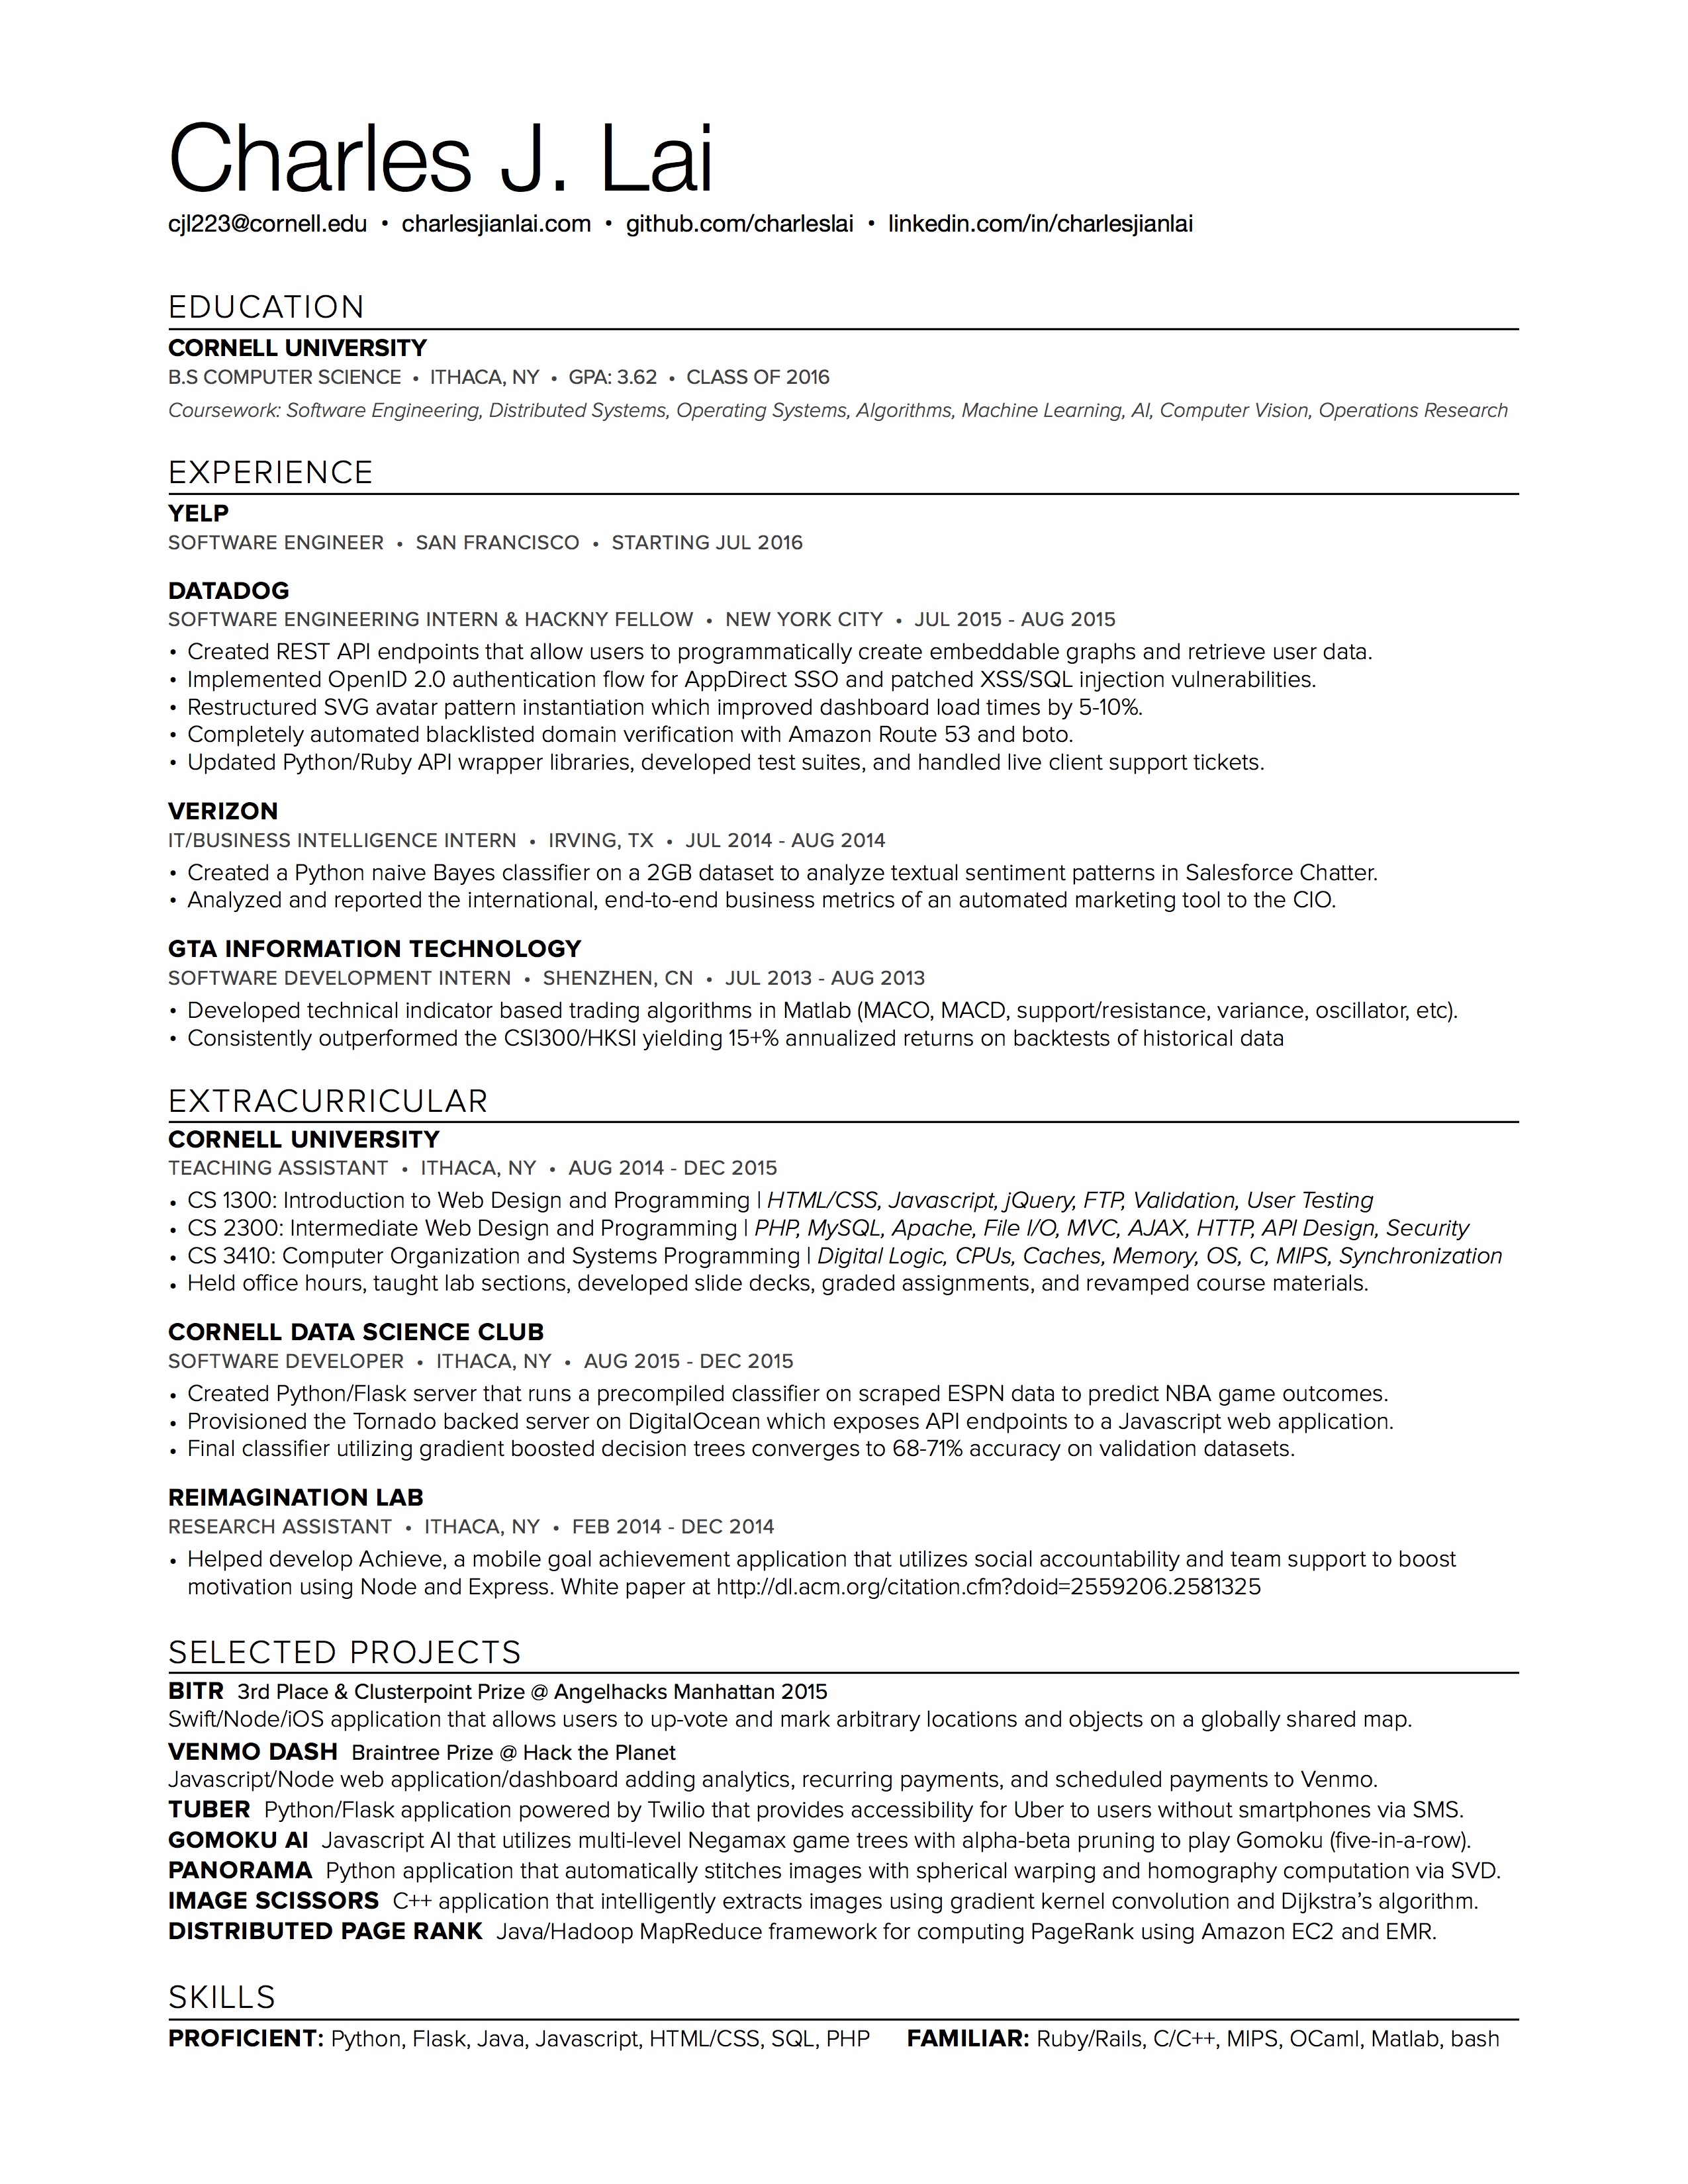 Charles J. Lai
cjl223@cornell.edu • charlesjianlai.com • github.com/charleslai • linkedin.com/in/charlesjianlai
EDUCATION
CORNELL UNIVERSITY
B.S COMPUTER SCIENCE • ITHACA, NY • GPA: 3.62 • CLASS OF 2016
Coursework: Software Engineering, Distributed Systems, Operating Systems, Algorithms, Machine Learning, AI, Computer Vision, Operations Research
EXPERIENCE
YELP
SOFTWARE ENGINEER • SAN FRANCISCO • STARTING JUL 2016
DATADOG
SOFTWARE ENGINEERING INTERN & HACKNY FELLOW • NEW YORK CITY • JUL 2015 - AUG 2015
• Created REST API endpoints that allow users to programmatically create embeddable graphs and retrieve user data.
• Implemented OpenID 2.0 authentication flow for AppDirect SSO and patched XSS/SQL injection vulnerabilities.
• Restructured SVG avatar pattern instantiation which improved dashboard load times by 5-10%.
• Completely automated blacklisted domain verification with Amazon Route 53 and boto.
• Updated Python/Ruby API wrapper libraries, developed test suites, and handled live client support tickets.
VERIZON
IT/BUSINESS INTELLIGENCE INTERN • IRVING, TX • JUL 2014 - AUG 2014
• Created a Python naive Bayes classifier on a 2GB dataset to analyze textual sentiment patterns in Salesforce Chatter.
• Analyzed and reported the international, end-to-end business metrics of an automated marketing tool to the CIO.
GTA INFORMATION TECHNOLOGY
SOFTWARE DEVELOPMENT INTERN • SHENZHEN, CN • JUL 2013 - AUG 2013
• Developed technical indicator based trading algorithms in Matlab (MACO, MACD, support/resistance, variance, oscillator, etc).
• Consistently outperformed the CSI300/HKSI yielding 15+% annualized returns on backtests of historical data
EXTRACURRICULAR
CORNELL UNIVERSITY
TEACHING ASSISTANT • ITHACA, NY • AUG 2014 - DEC 2015
• CS 1300: Introduction to Web Design and Programming | HTML/CSS, Javascript, jQuery, FTP, Validation, User Testing
• CS 2300: Intermediate Web Design and Programming | PHP, MySQL, Apache, File I/O, MVC, AJAX, HTTP, API Design, Security
• CS 3410: Computer Organization and Systems Programming | Digital Logic, CPUs, Caches, Memory, OS, C, MIPS, Synchronization
• Held office hours, taught lab sections, developed slide decks, graded assignments, and revamped course materials.
CORNELL DATA SCIENCE CLUB
SOFTWARE DEVELOPER • ITHACA, NY • AUG 2015 - DEC 2015
• Created Python/Flask server that runs a precompiled classifier on scraped ESPN data to predict NBA game outcomes.
• Provisioned the Tornado backed server on DigitalOcean which exposes API endpoints to a Javascript web application.
• Final classifier utilizing gradient boosted decision trees converges to 68-71% accuracy on validation datasets.
REIMAGINATION LAB
RESEARCH ASSISTANT • ITHACA, NY • FEB 2014 - DEC 2014
• Helped develop Achieve, a mobile goal achievement application that utilizes social accountability and team support to boost
motivation using Node and Express. White paper at http://dl.acm.org/citation.cfm?doid=2559206.2581325
SELECTED PROJECTS
BITR 3rd Place & Clusterpoint Prize @ Angelhacks Manhattan 2015
Swift/Node/iOS application that allows users to up-vote and mark arbitrary locations and objects on a globally shared map.
VENMO DASH Braintree Prize @ Hack the Planet
Javascript/Node web application/dashboard adding analytics, recurring payments, and scheduled payments to Venmo.
TUBER Python/Flask application powered by Twilio that provides accessibility for Uber to users without smartphones via SMS.
GOMOKU AI Javascript AI that utilizes multi-level Negamax game trees with alpha-beta pruning to play Gomoku (five-in-a-row).
PANORAMA Python application that automatically stitches images with spherical warping and homography computation via SVD.
IMAGE SCISSORS C++ application that intelligently extracts images using gradient kernel convolution and Dijkstra's algorithm.
DISTRIBUTED PAGE RANK Java/Hadoop MapReduce framework for computing PageRank using Amazon EC2 and EMR.
SKILLS
PROFICIENT: Python, Flask, Java, Javascript, HTML/CSS, SQL, PHP FAMILIAR: Ruby/Rails, C/C++, MIPS, OCaml, Matlab, bash